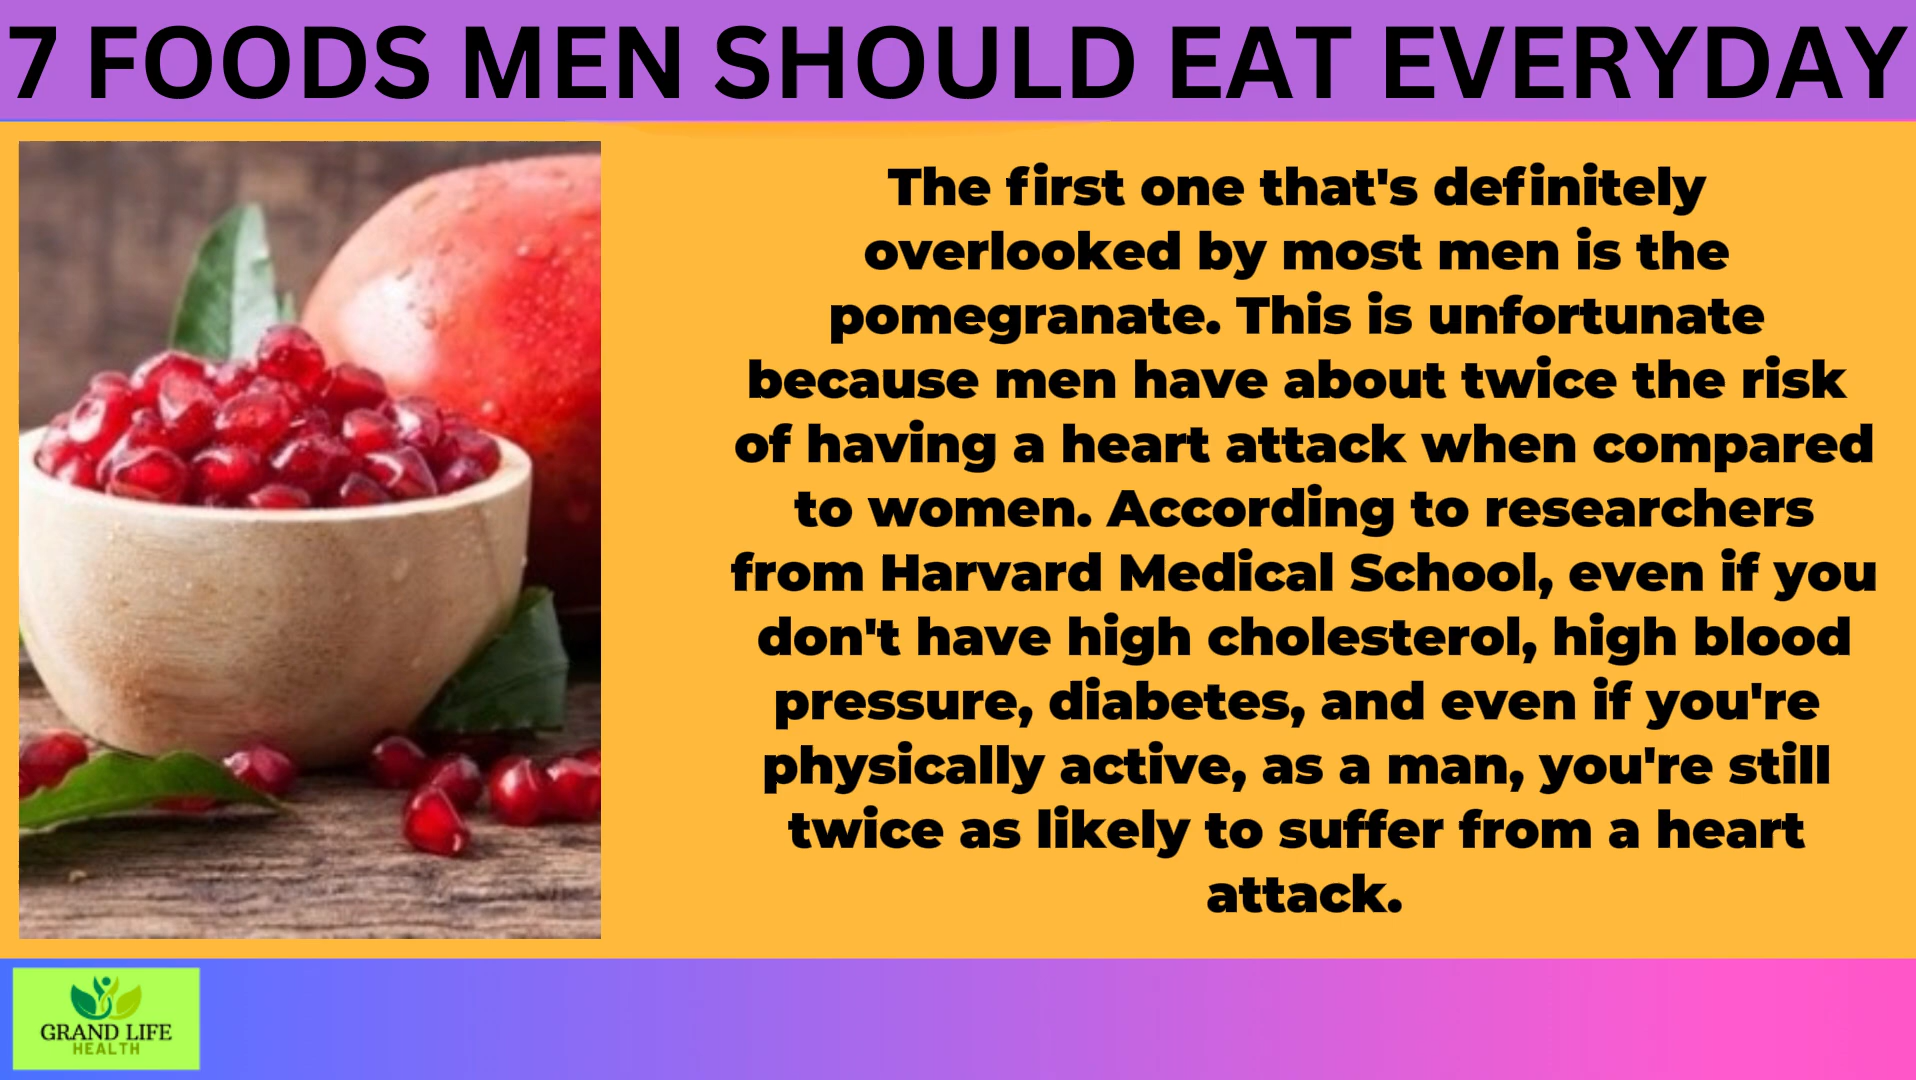 7 FOODS MEN SHOULD EAT EVERYDAY
The first one that's definitely
overlooked by most men is the
pomegranate. This is unfortunate
because men have about twice the risk
of having a heart attack when compared
to women. According to researchers
from Harvard Medical School, even if you
don't have high cholesterol, high blood
pressure, diabetes, and even if you're
physically active, as a man, you're still
twice as likely to suffer from a heart
attack.
GRAND LIFE
HEALTH